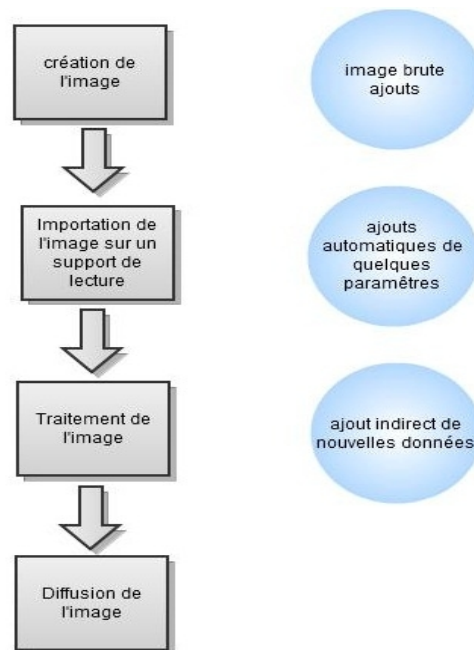 création de
l'image
image brute
ajouts
Importation de
l'image sur un
support de
lecture
ajouts
automatiques de
quelques
paramêtres
Traitement de
l'image
ajout indirect de
nouvelles données
Diffusion de
l'image